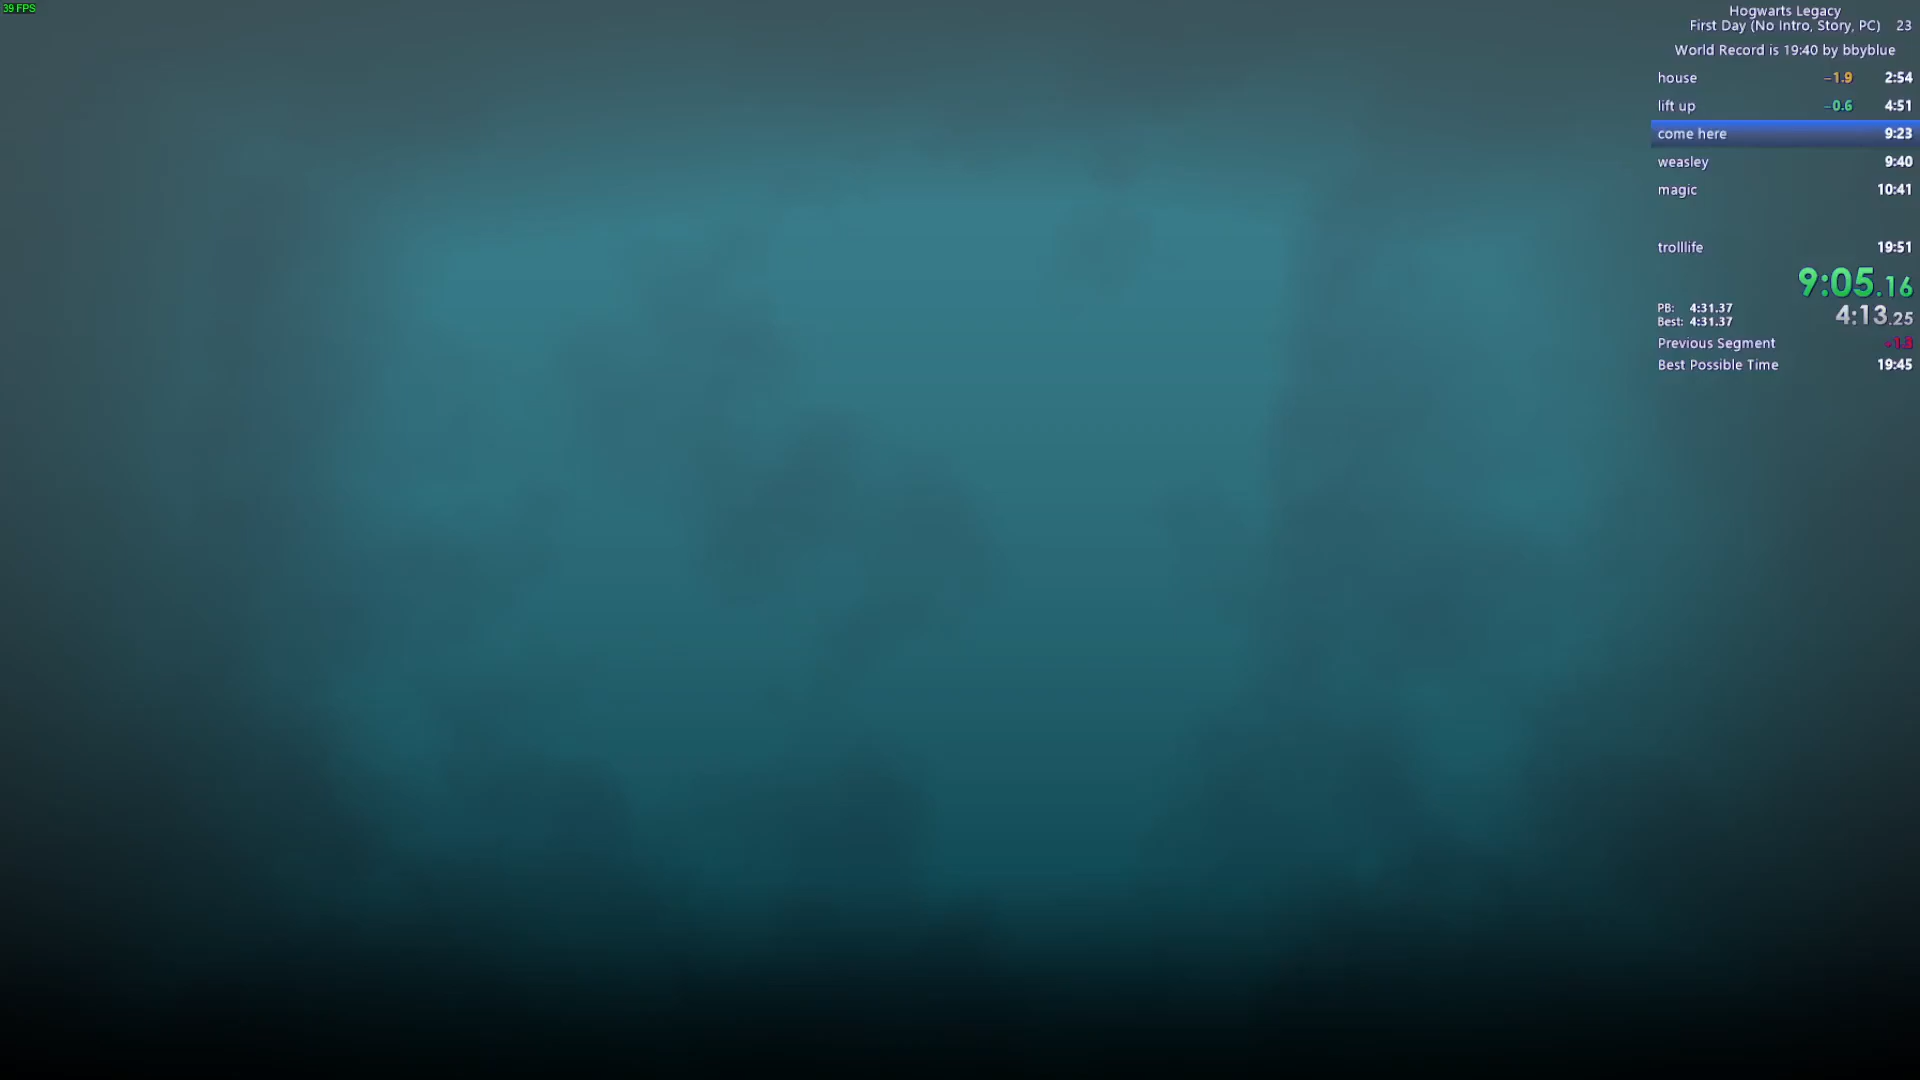 39 FPS
Hogwarts Legacy
First Day (No Intro, Story, PC) 23
World Record is 19:40 by bbyblue
house −1.9 2:54
lift up −0.6 4:51
come here 9:23
weasley 9:40
magic 10:41
trolllife 19:51
9:05.16
PB: 4:31.37
Best: 4:31.37
4:13.25
Previous Segment +1.3
Best Possible Time 19:45